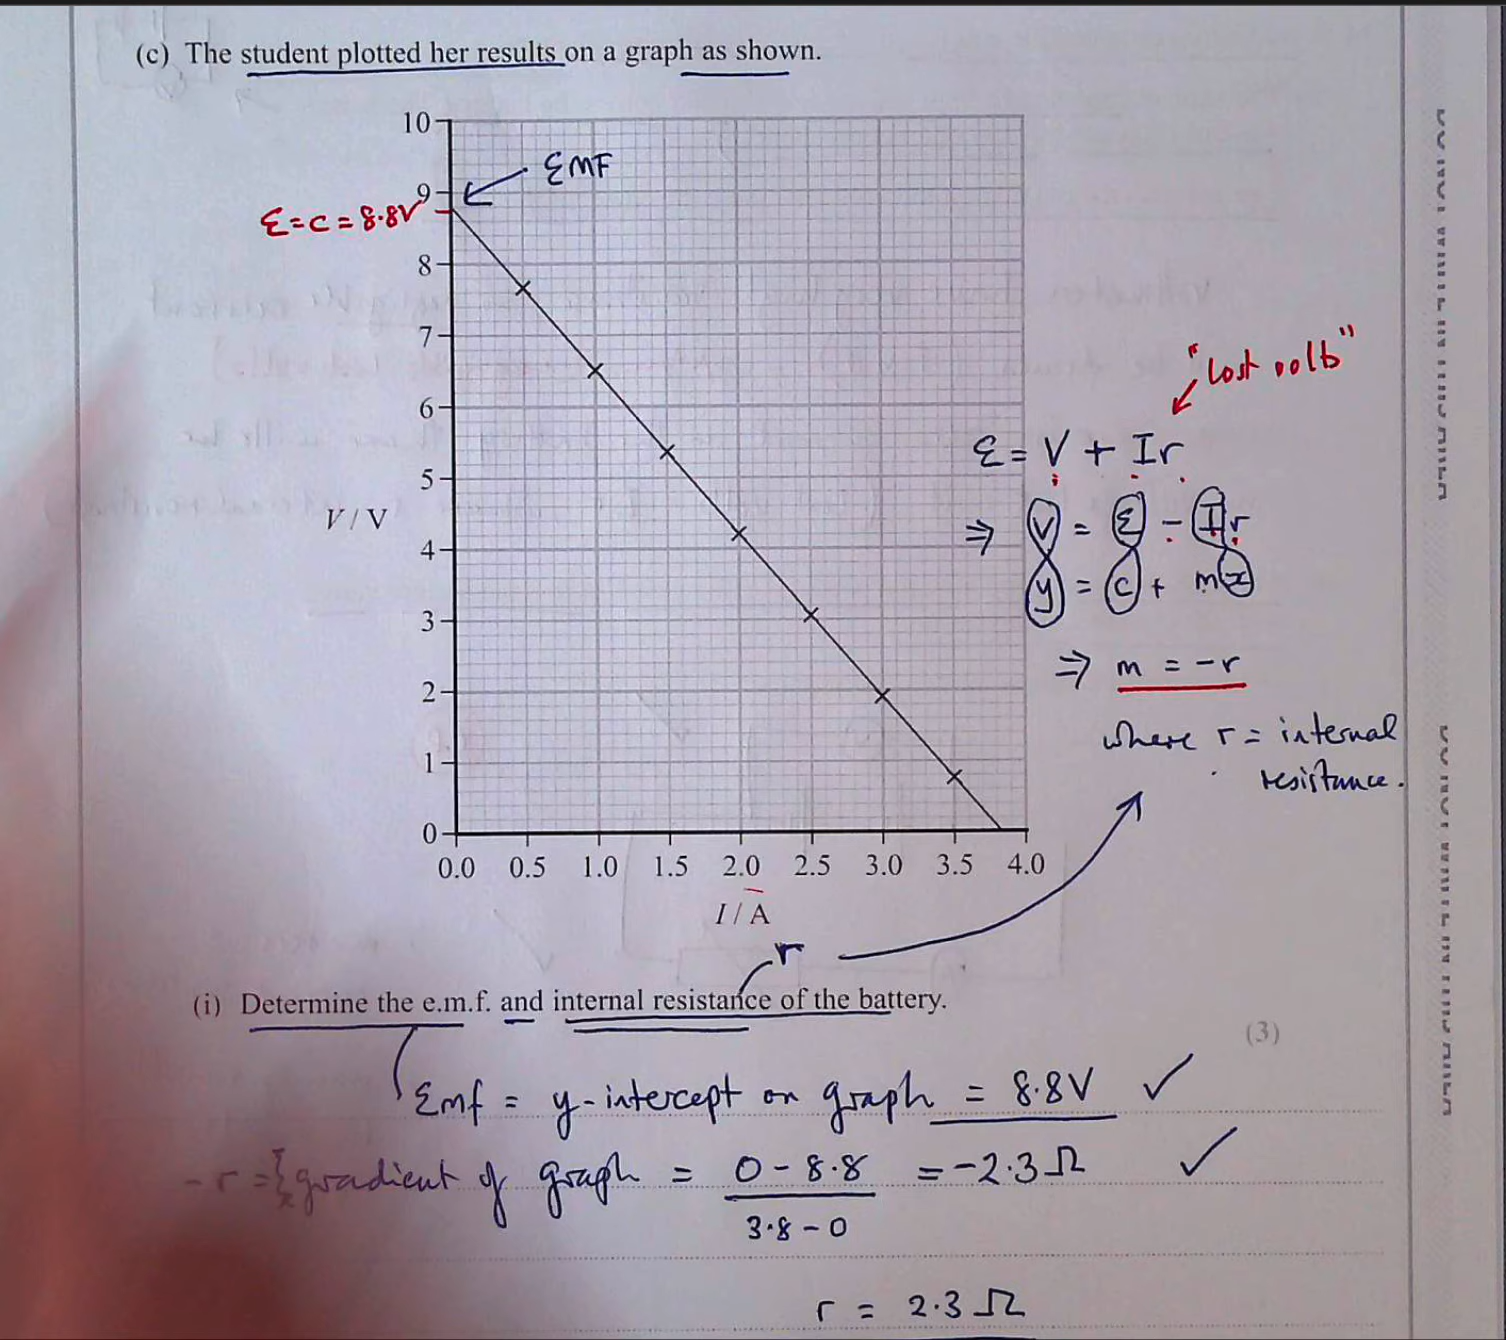 (c) The student plotted her results on a graph as shown.
10
EMF
9
ε = c = 8.8V
8
7
"lost volts"
6
ε = V + Ir
5
V / V
⇒ V = ε - Ir
4
y = c + mx
3
⇒ m = -r
2
where r = internal
resistance.
1
0
0.0 0.5 1.0 1.5 2.0 2.5 3.0 3.5 4.0
I / A
r
(i) Determine the e.m.f. and internal resistance of the battery.
(3)
Emf = y-intercept on graph = 8.8V ✓
-r = gradient of graph = 0 - 8.8 = -2.3 Ω ✓
3.8 - 0
r = 2.3 Ω